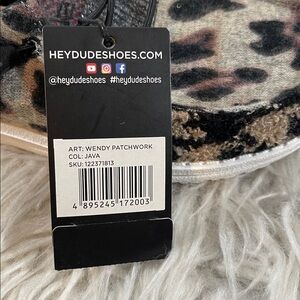 HEYDUDESHOES.COM
@heydudeshoes #heydudeshoes
ART: WENDY PATCHWORK
COL: JAVA
SKU: 122371813
4 895245 172003